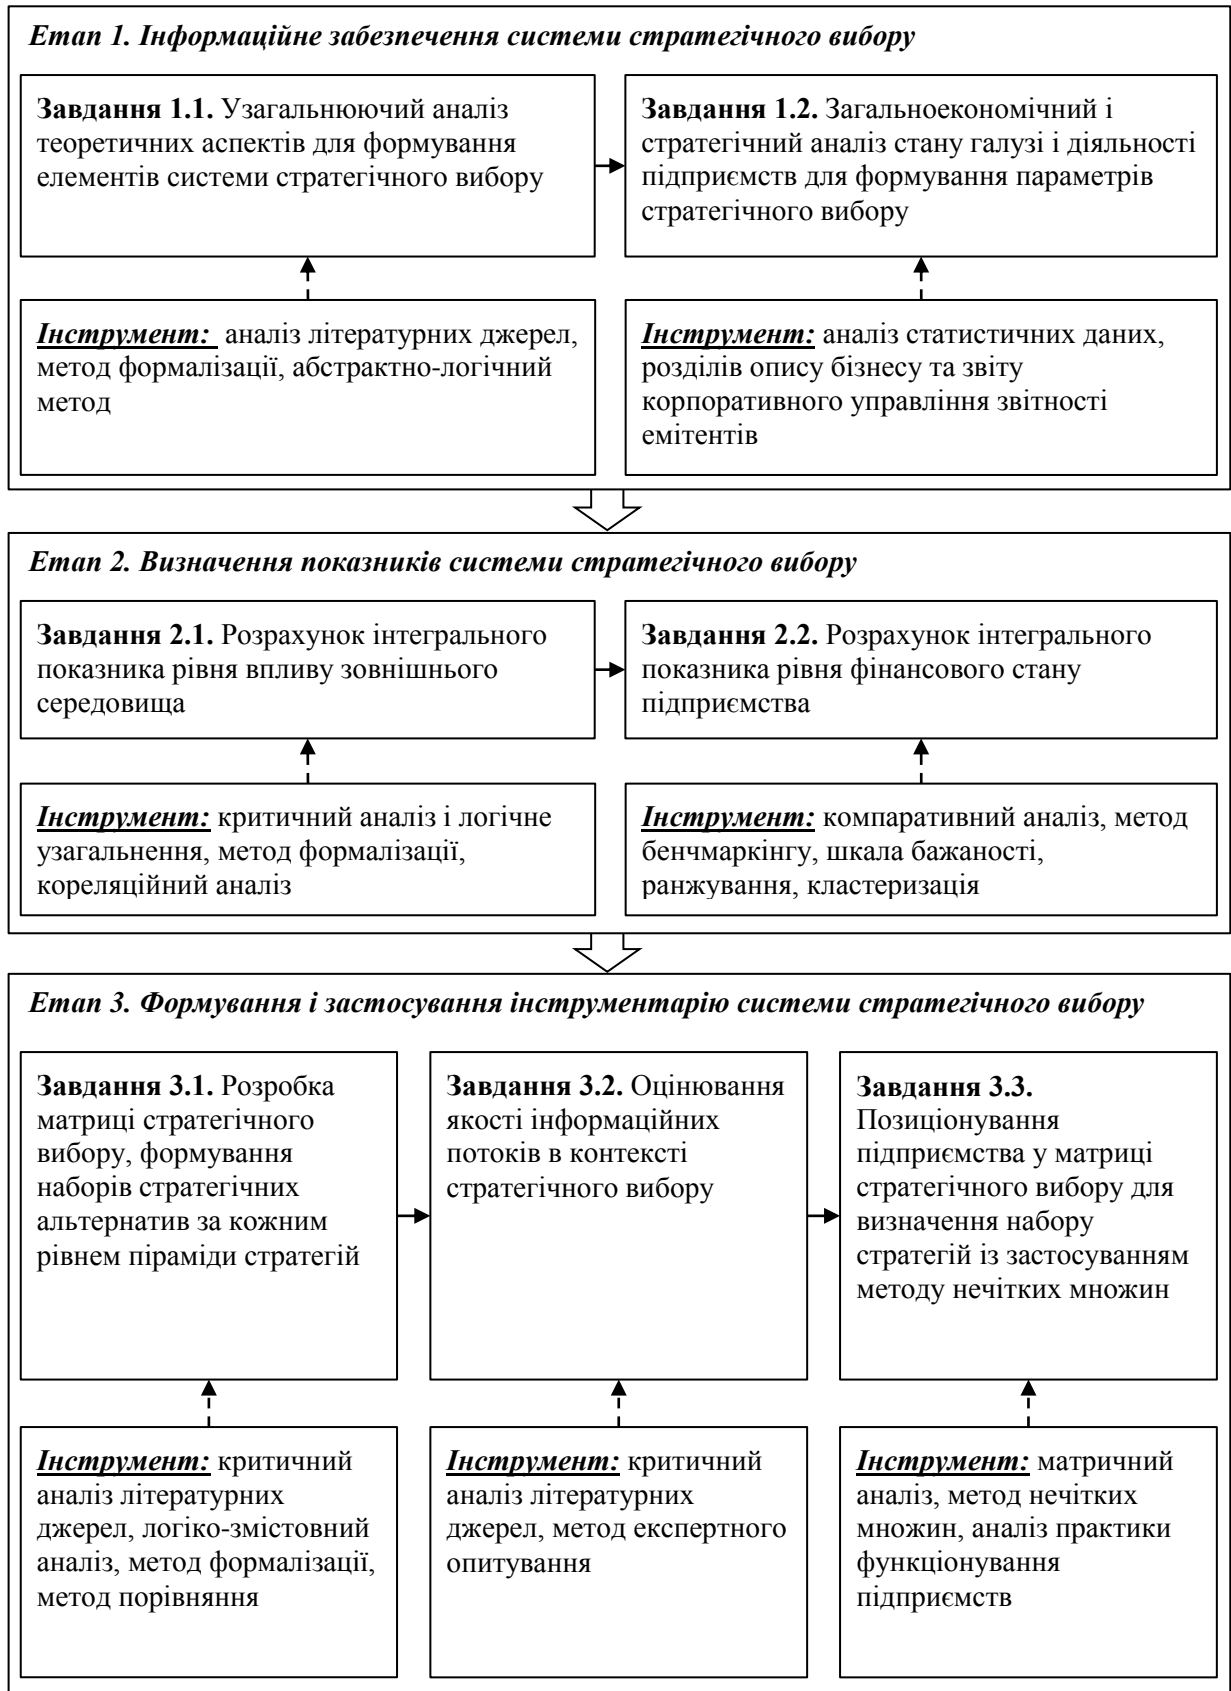 Етап 1. Інформаційне забезпечення системи стратегічного вибору
Завдання 1.1. Узагальнюючий аналіз
теоретичних аспектів для формування
елементів системи стратегічного вибору
Завдання 1.2. Загальноекономічний і
стратегічний аналіз стану галузі і діяльності
підприємств для формування параметрів
стратегічного вибору
Інструмент: аналіз літературних джерел,
метод формалізації, абстрактно-логічний
метод
Інструмент: аналіз статистичних даних,
розділів опису бізнесу та звіту
корпоративного управління звітності
емітентів
Етап 2. Визначення показників системи стратегічного вибору
Завдання 2.1. Розрахунок інтегрального
показника рівня впливу зовнішнього
середовища
Завдання 2.2. Розрахунок інтегрального
показника рівня фінансового стану
підприємства
Інструмент: критичний аналіз і логічне
узагальнення, метод формалізації,
кореляційний аналіз
Інструмент: компаративний аналіз, метод
бенчмаркінгу, шкала бажаності,
ранжування, кластеризація
Етап 3. Формування і застосування інструментарію системи стратегічного вибору
Завдання 3.1. Розробка
матриці стратегічного
вибору, формування
наборів стратегічних
альтернатив за кожним
рівнем піраміди стратегій
Завдання 3.2. Оцінювання
якості інформаційних
потоків в контексті
стратегічного вибору
Завдання 3.3.
Позиціонування
підприємства у матриці
стратегічного вибору для
визначення набору
стратегій із застосуванням
методу нечітких множин
Інструмент: критичний
аналіз літературних
джерел, логіко-змістовний
аналіз, метод формалізації,
метод порівняння
Інструмент: критичний
аналіз літературних
джерел, метод експертного
опитування
Інструмент: матричний
аналіз, метод нечітких
множин, аналіз практики
функціонування
підприємств